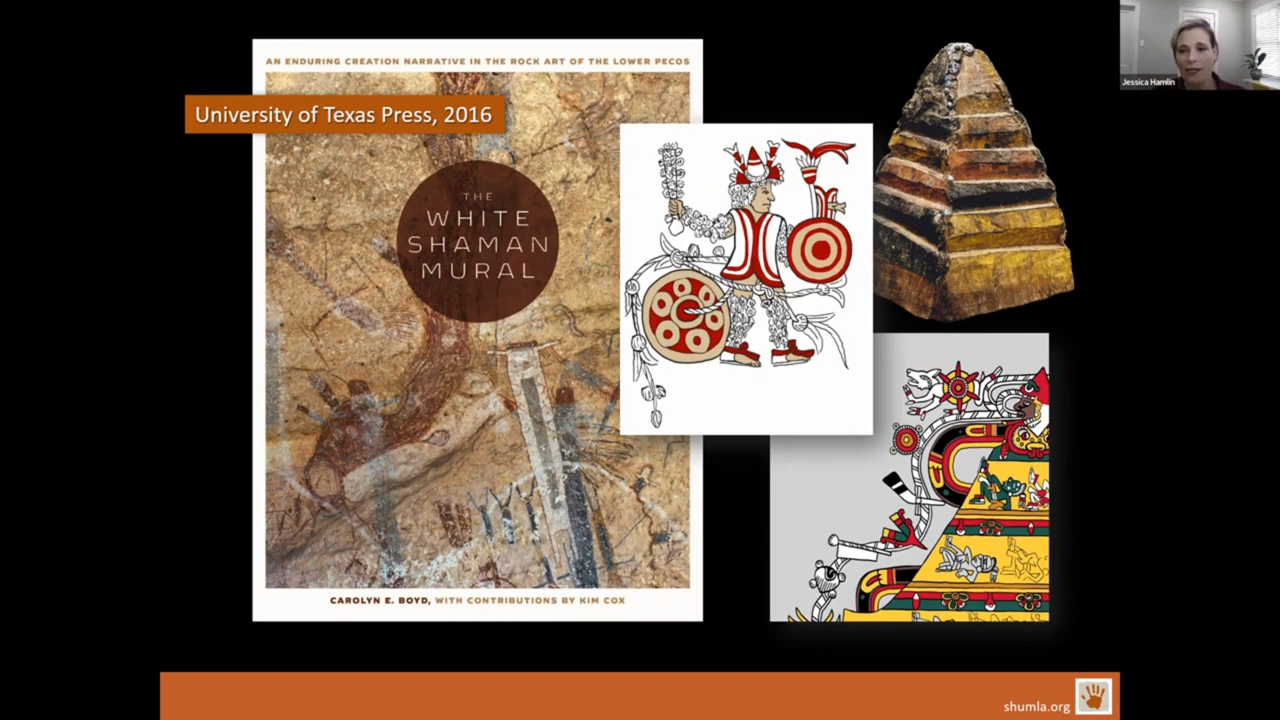 AN ENDURING CREATION NARRATIVE IN THE ROCK ART OF THE LOWER PECOS
University of Texas Press, 2016
THE
WHITE
SHAMAN
MURAL
CAROLYN E. BOYD, WITH CONTRIBUTIONS BY KIM COX
Jessica Hamlin
shumla.org